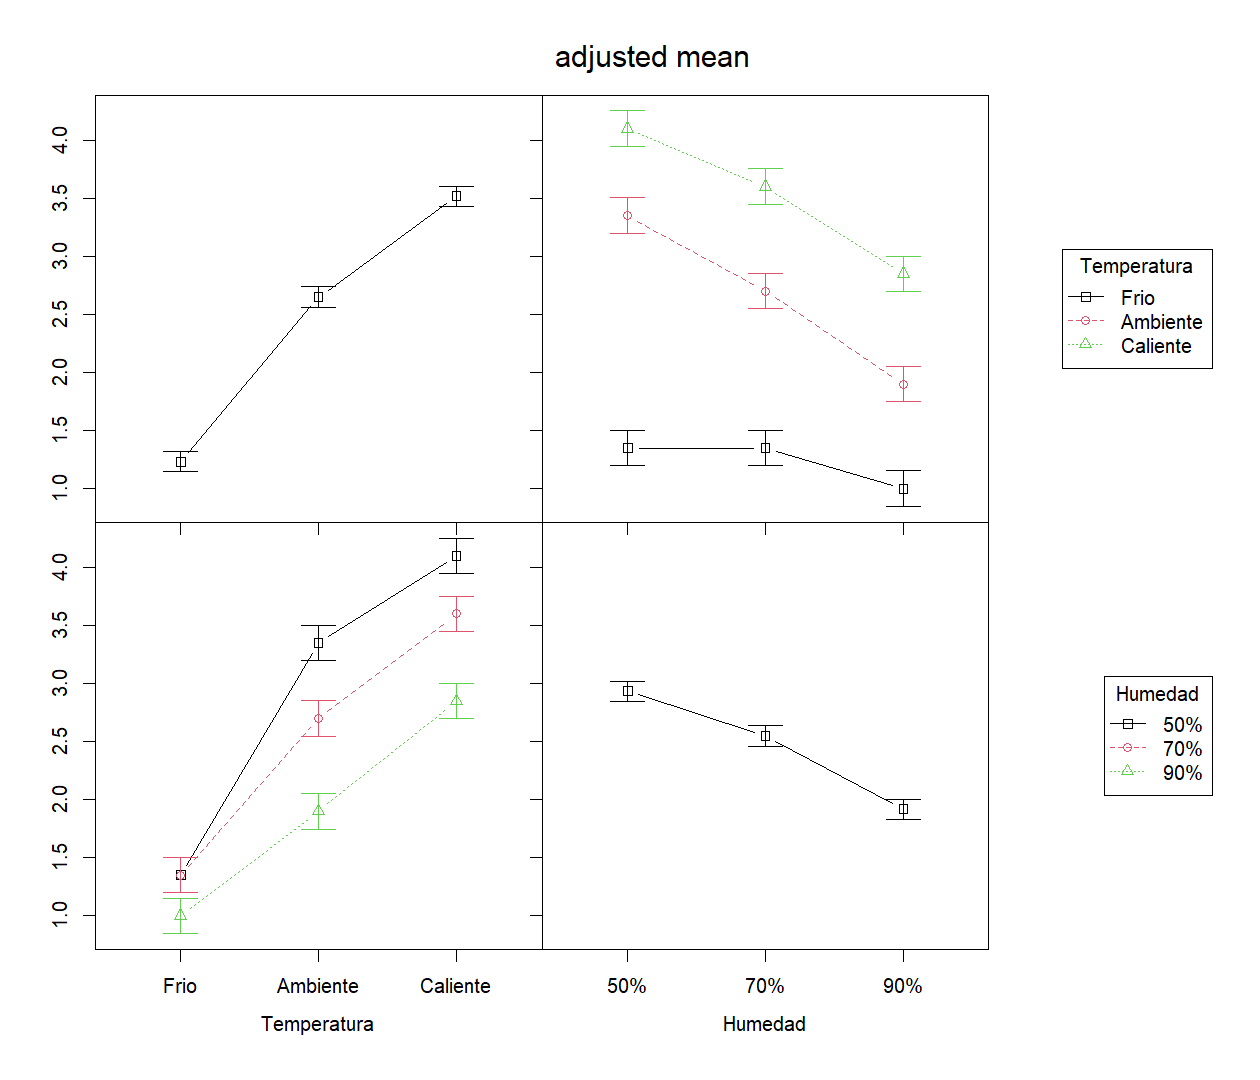 adjusted mean
4.0
3.5
3.0
2.5
2.0
1.5
1.0
Temperatura
Frio
Ambiente
Caliente
4.0
3.5
3.0
2.5
2.0
1.5
1.0
Humedad
50%
70%
90%
Frio Ambiente Caliente 50% 70% 90%
Temperatura Humedad